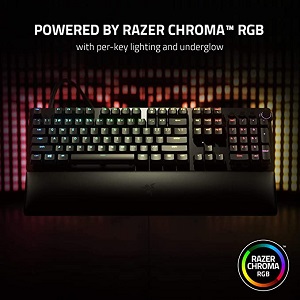 POWERED BY RAZER CHROMA™ RGB
with per-key lighting and underglow
RAZER
CHROMA
RGB